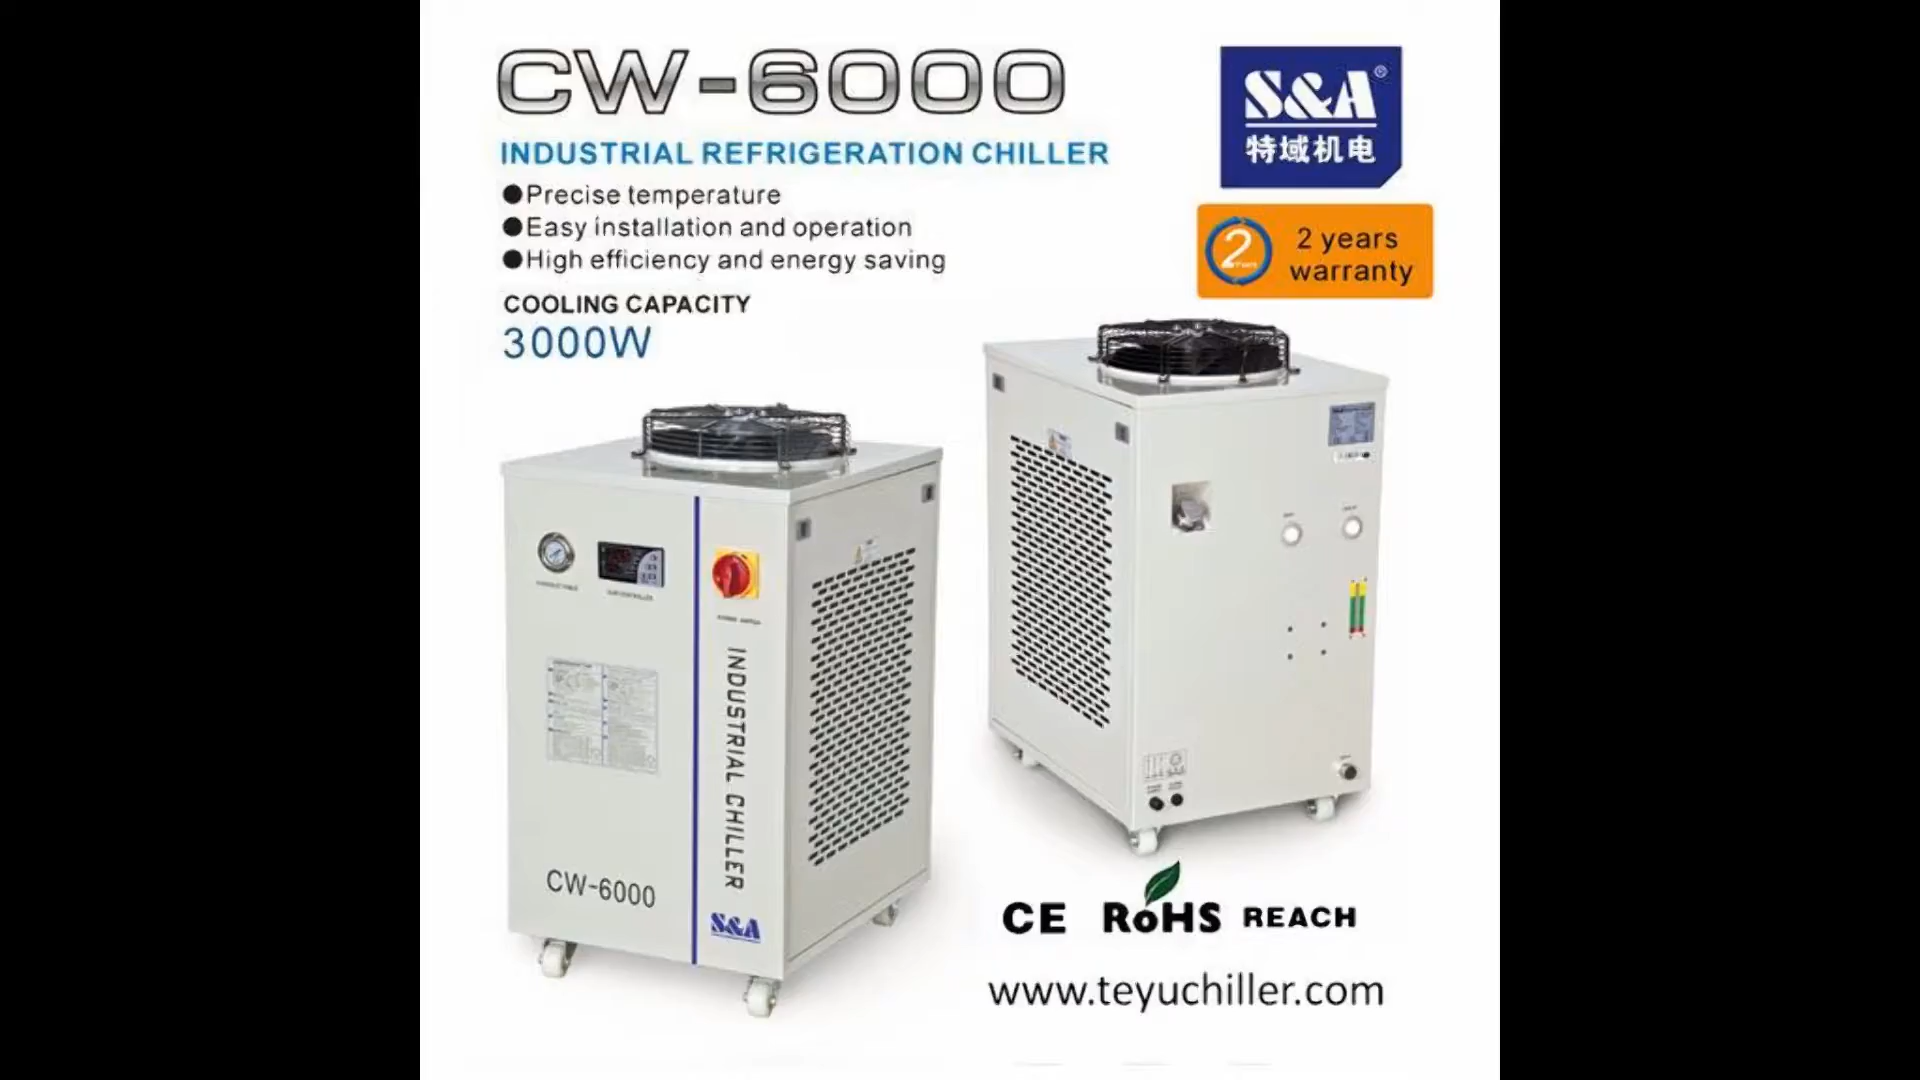 CW-6000
INDUSTRIAL REFRIGERATION CHILLER
●Precise temperature
●Easy installation and operation
●High efficiency and energy saving
COOLING CAPACITY
3000W
S&A®
特域机电
2
2 years
warranty
INDUSTRIAL CHILLER
CW-6000
S&A
CE RoHS REACH
www.teyuchiller.com